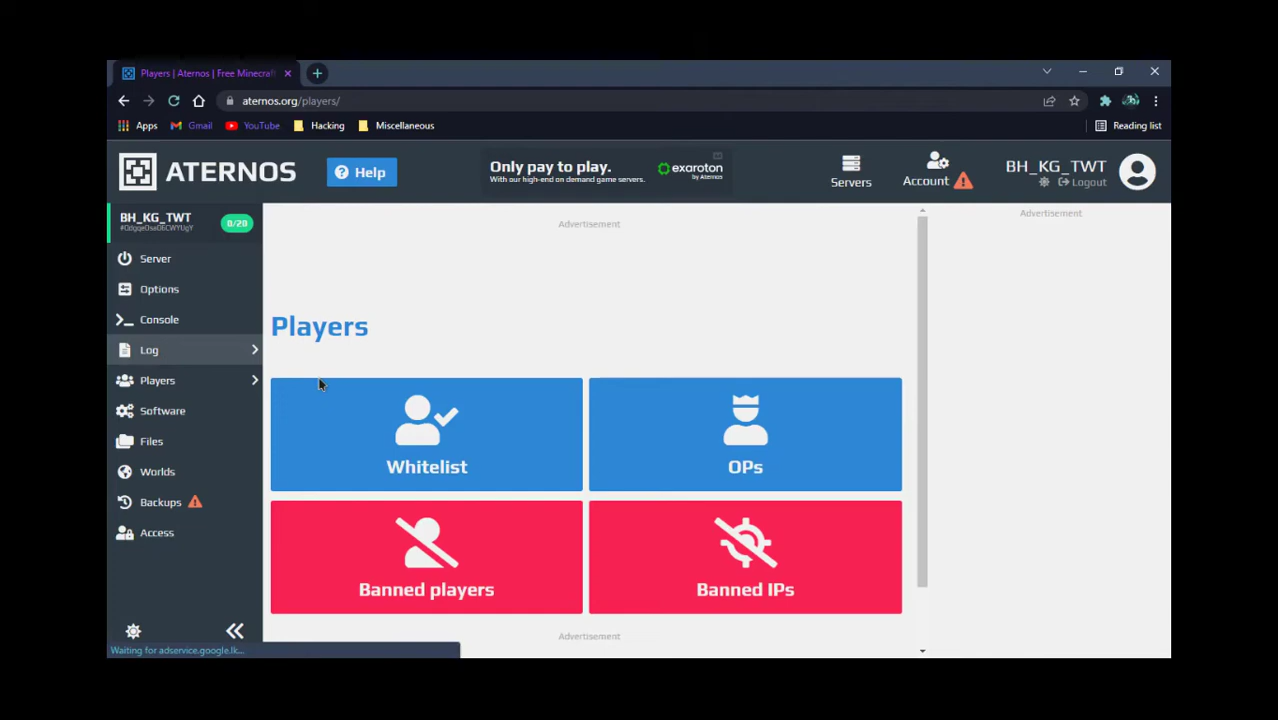 Players | Aternos | Free Minecraft
aternos.org/players/
Apps Gmail YouTube Hacking Miscellaneous Reading list
ATERNOS
Help
Only pay to play.
With our high-end on demand game servers.
exaroton
by Aternos
Servers
Account
BH_KG_TWT
Logout
BH_KG_TWT
0/20
Server
Options
Console
Log
Players
Software
Files
Worlds
Backups
Access
Advertisement
Advertisement
Players
Whitelist
OPs
Banned players
Banned IPs
Advertisement
Waiting for adservice.google.lk...